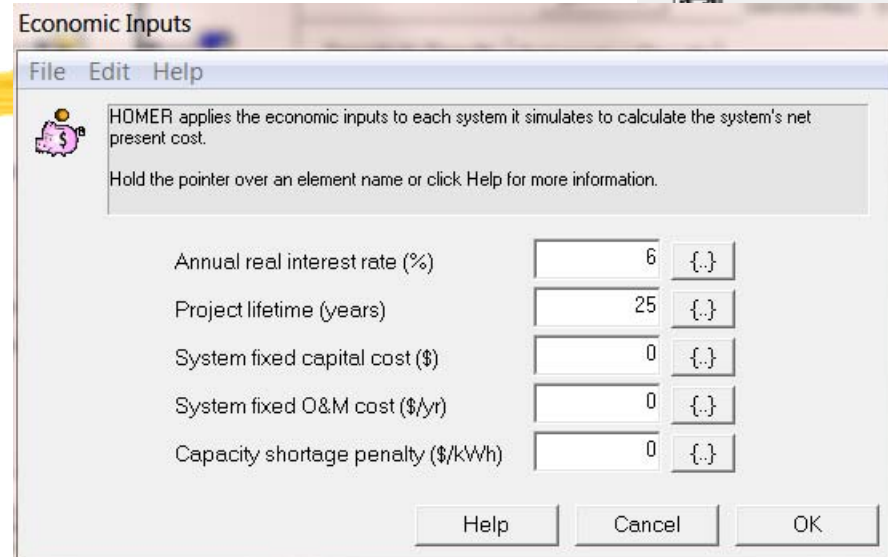 Economic Inputs
File Edit Help
HOMER applies the economic inputs to each system it simulates to calculate the system's net
present cost.
Hold the pointer over an element name or click Help for more information.
Annual real interest rate (%) 6 {..}
Project lifetime (years) 25 {..}
System fixed capital cost ($) 0 {..}
System fixed O&M cost ($/yr) 0 {..}
Capacity shortage penalty ($/kWh) 0 {..}
Help Cancel OK